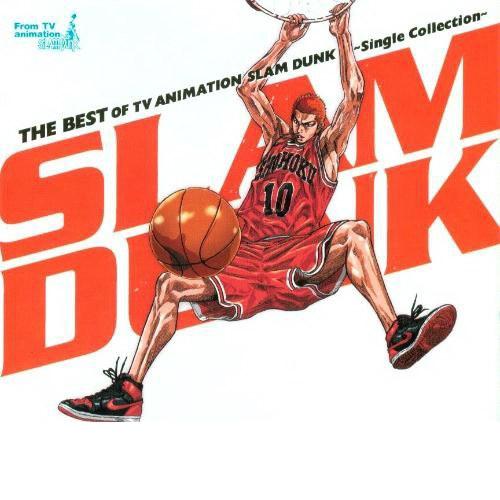 From TV
animation
SLAM DUNK
THE BEST OF TV ANIMATION SLAM DUNK ~Single Collection~
SLAM
DUNK
SHOHOKU
10